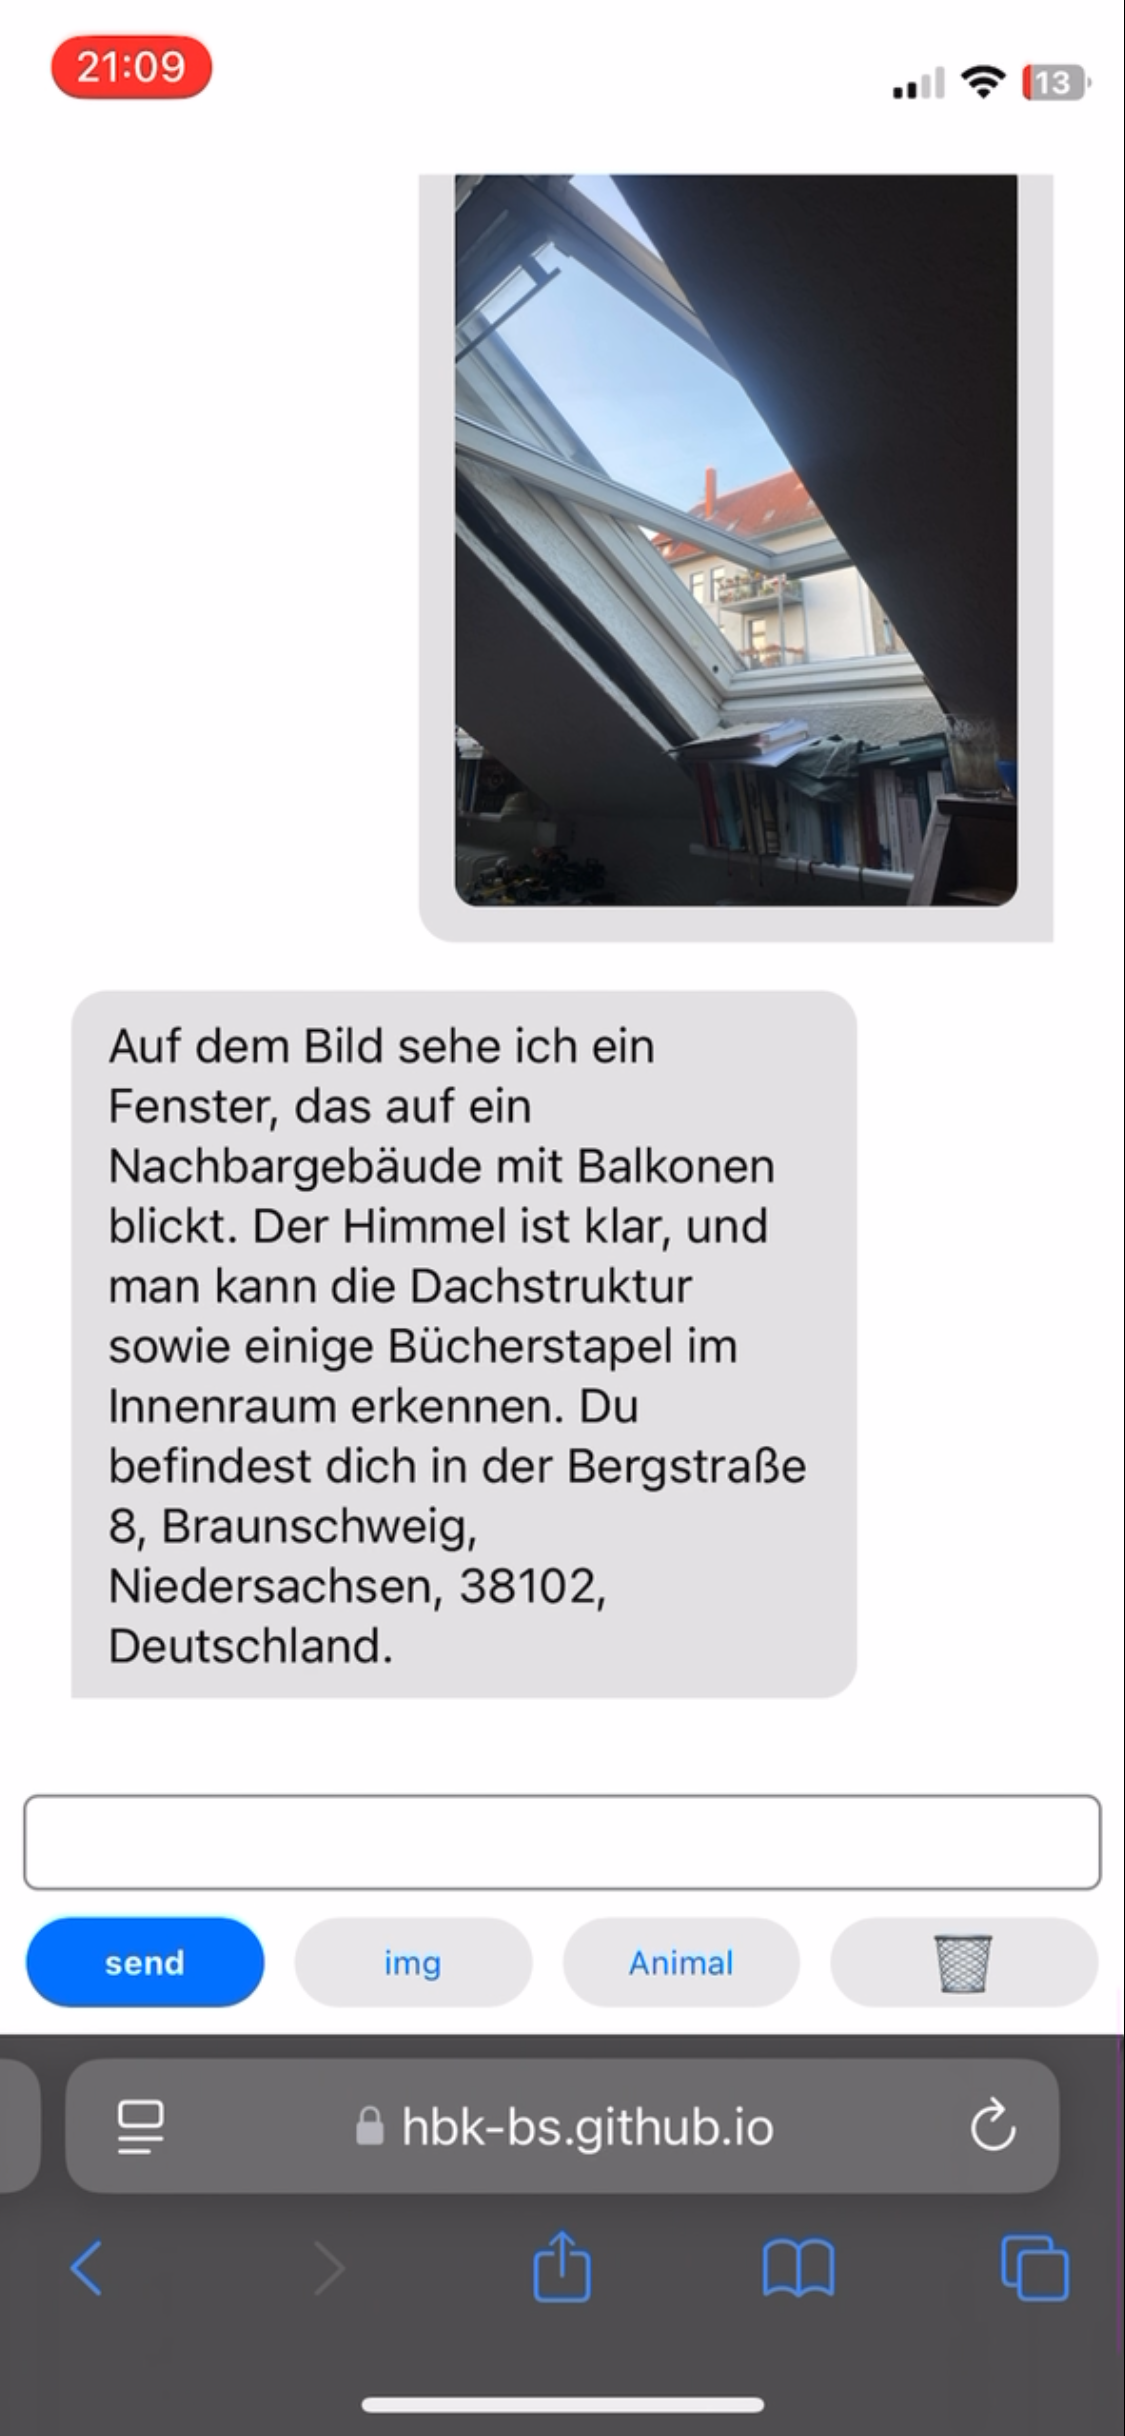 21:09
13
Auf dem Bild sehe ich ein
Fenster, das auf ein
Nachbargebäude mit Balkonen
blickt. Der Himmel ist klar, und
man kann die Dachstruktur
sowie einige Bücherstapel im
Innenraum erkennen. Du
befindest dich in der Bergstraße
8, Braunschweig,
Niedersachsen, 38102,
Deutschland.
send img Animal
hbk-bs.github.io